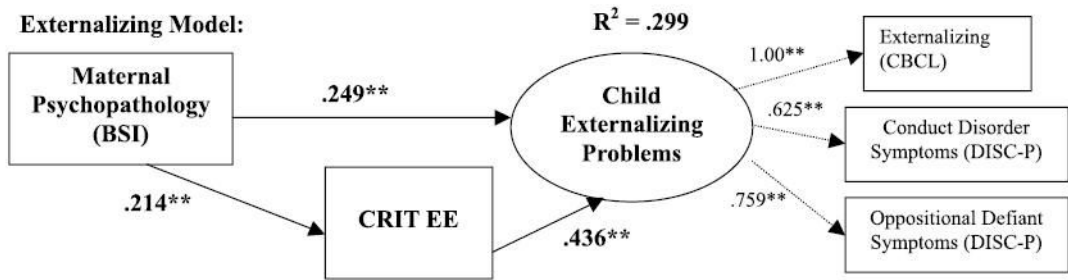 Externalizing Model:
R² = .299
Maternal
Psychopathology
(BSI)
.249**
Child
Externalizing
Problems
1.00**
Externalizing
(CBCL)
.625**
Conduct Disorder
Symptoms (DISC-P)
.214**
CRIT EE
.436**
.759**
Oppositional Defiant
Symptoms (DISC-P)